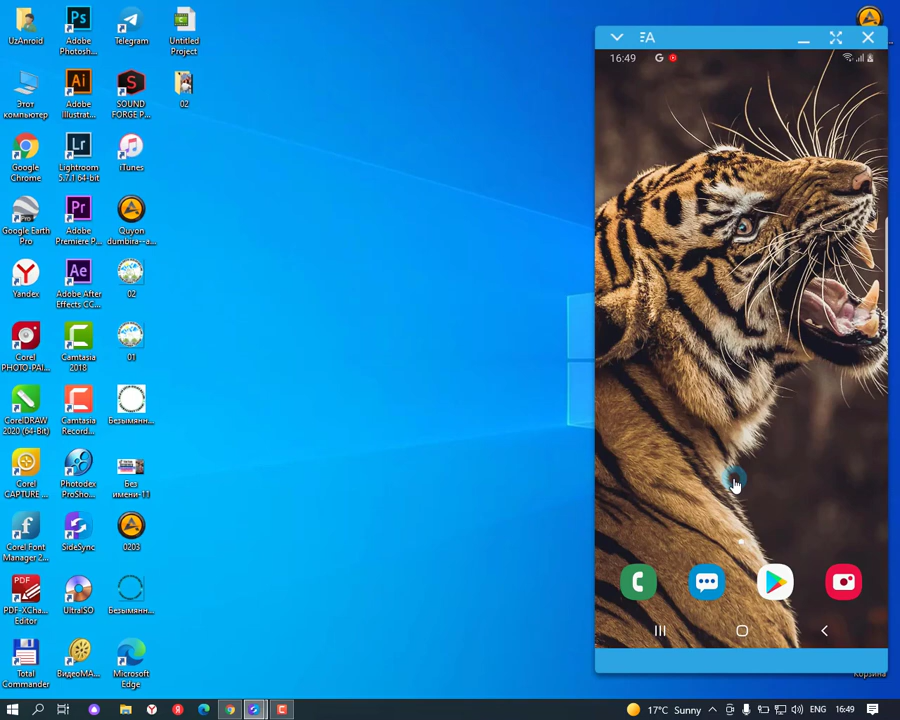 UzAnroid
Adobe
Photosh...
Telegram
Untitled
Project
Этот
компьютер
Adobe
Illustrat...
SOUND
FORGE P...
02
Google
Chrome
Lightroom
5.7.1 64-bit
iTunes
Google Earth
Pro
Adobe
Premiere P...
Quyon
dumbira--a...
Yandex
Adobe After
Effects CC...
02
Corel
PHOTO-PAI...
Camtasia
2018
01
CorelDRAW
2020 (64-Bit)
Camtasia
Record...
Безымянн...
Corel
CAPTURE ...
Photodex
ProSho...
Без
имени-11
Corel Font
Manager 2...
SideSync
0203
PDF-XCha...
Editor
UltraISO
Безымянн...
Total
Commander
ВидеоМА...
Microsoft
Edge
16:49
Корзина
17°C Sunny
ENG
16:49